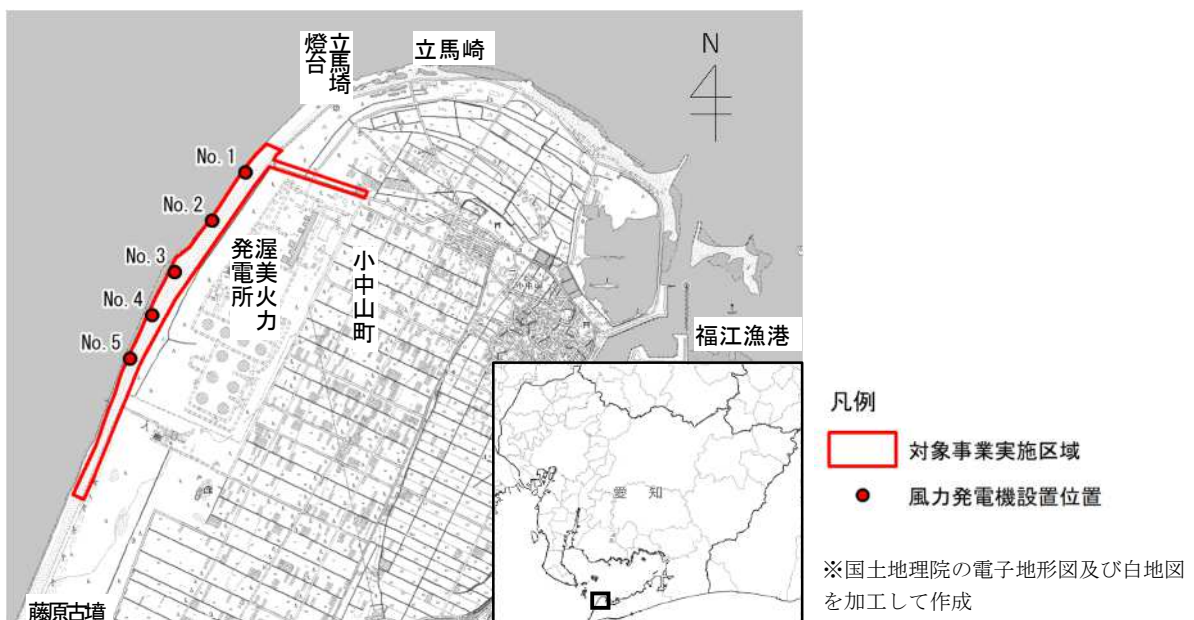 立馬埼
燈台
立馬崎
N
No. 1
No. 2
No. 3
No. 4
No. 5
渥美火力
発電所
小中山町
小中山
福江漁港
藤原古墳
愛知
凡例
対象事業実施区域
風力発電機設置位置
※国土地理院の電子地形図及び白地図
を加工して作成